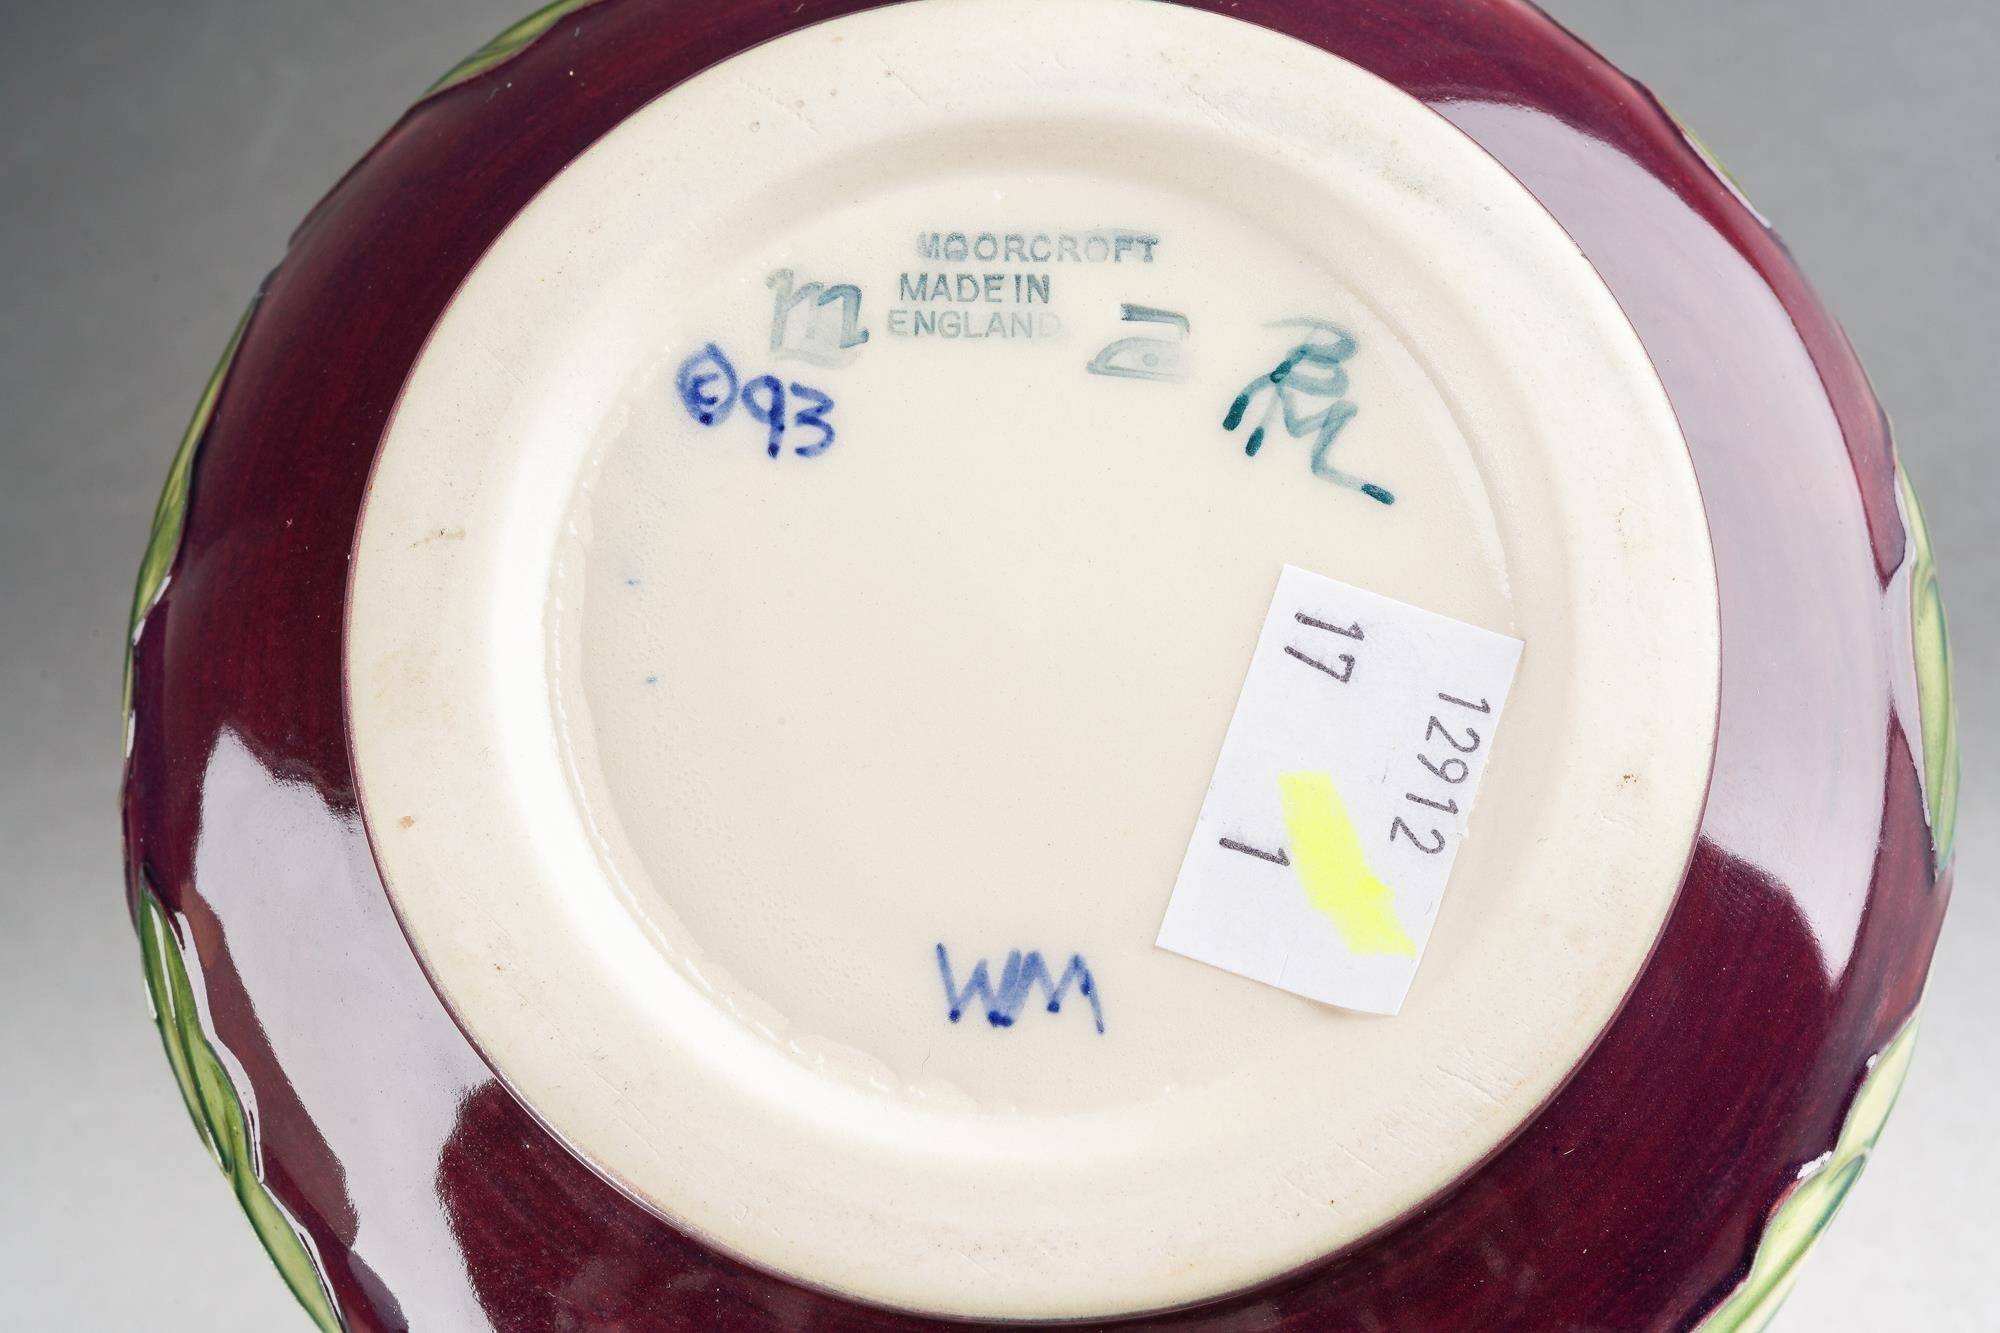 MOORCROFT
MADE IN
ENGLAND
m
©93
WM
17
12912
1